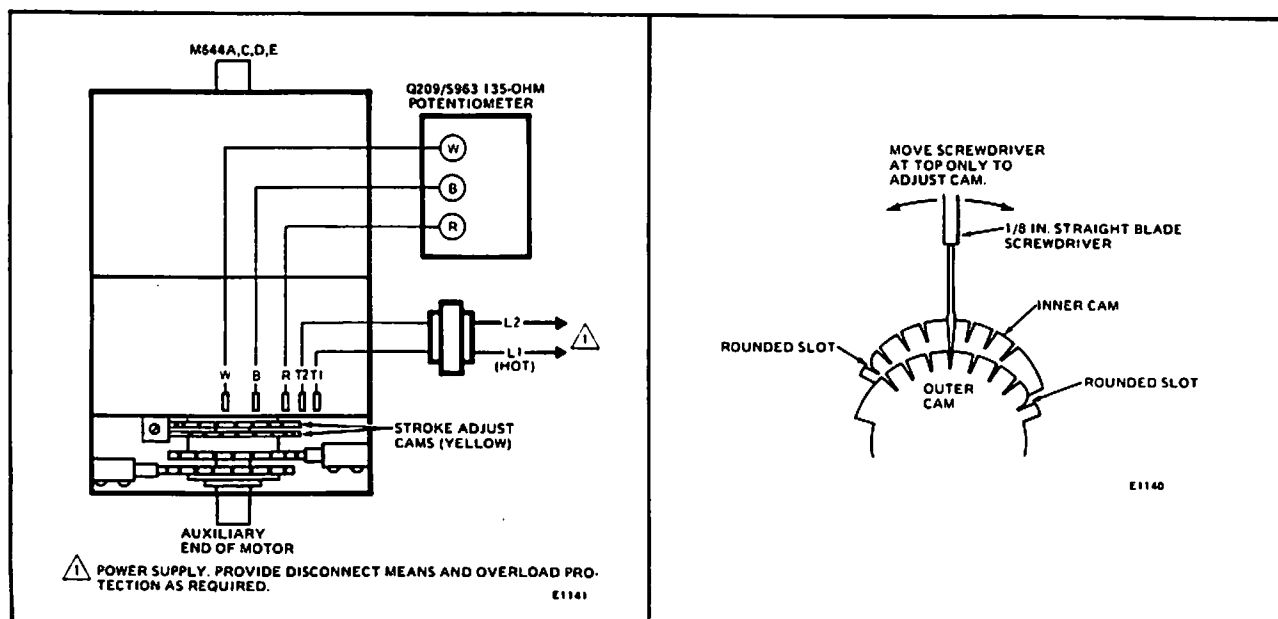 M644A,C,D,E
Q209/S963 135-OHM
POTENTIOMETER
W
B
R
L2
L1
(HOT)
1
W B R T2 T1
STROKE ADJUST
CAMS (YELLOW)
AUXILIARY
END OF MOTOR
1 POWER SUPPLY. PROVIDE DISCONNECT MEANS AND OVERLOAD PRO-
TECTION AS REQUIRED.
E1141
MOVE SCREWDRIVER
AT TOP ONLY TO
ADJUST CAM.
1/8 IN. STRAIGHT BLADE
SCREWDRIVER
INNER CAM
ROUNDED SLOT
OUTER
CAM
ROUNDED SLOT
E1140